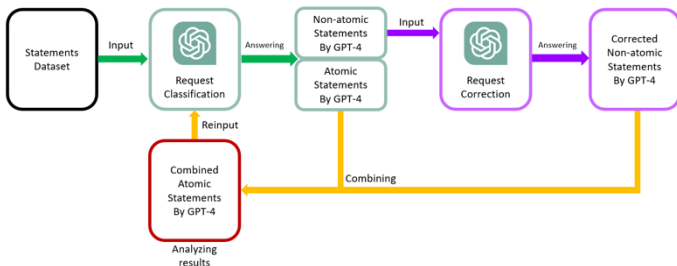 Statements
Dataset
Input
Request
Classification
Answering
Non-atomic
Statements
By GPT-4
Atomic
Statements
By GPT-4
Input
Request
Correction
Answering
Corrected
Non-atomic
Statements
By GPT-4
Reinput
Combining
Combined
Atomic
Statements
By GPT-4
Analyzing
results